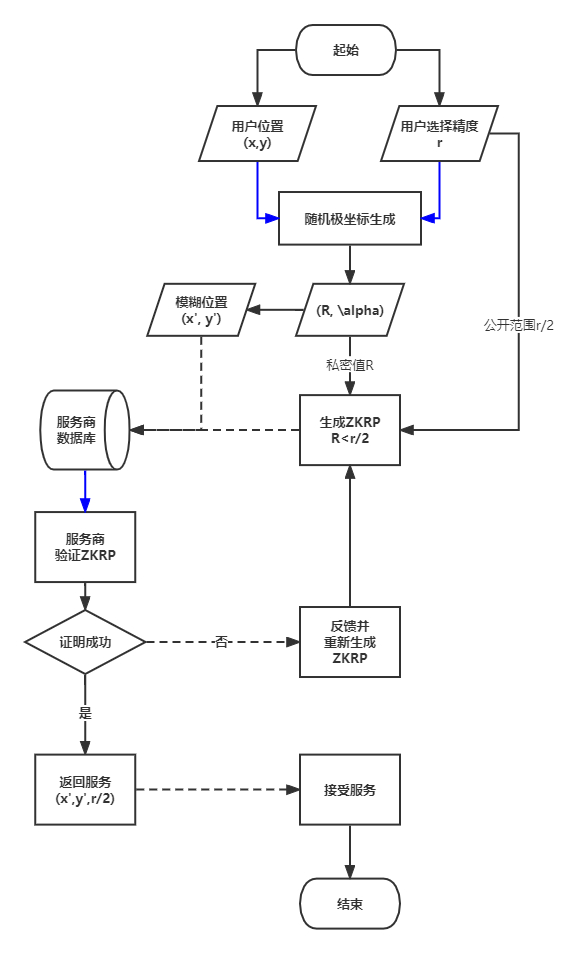 起始
用户位置
(x,y)
用户选择精度
r
随机极坐标生成
模糊位置
(x', y')
(R, \alpha)
公开范围r/2
私密值R
服务商
数据库
生成ZKRP
R<r/2
服务商
验证ZKRP
证明成功
否
反馈并
重新生成
ZKRP
是
返回服务
(x',y',r/2)
接受服务
结束